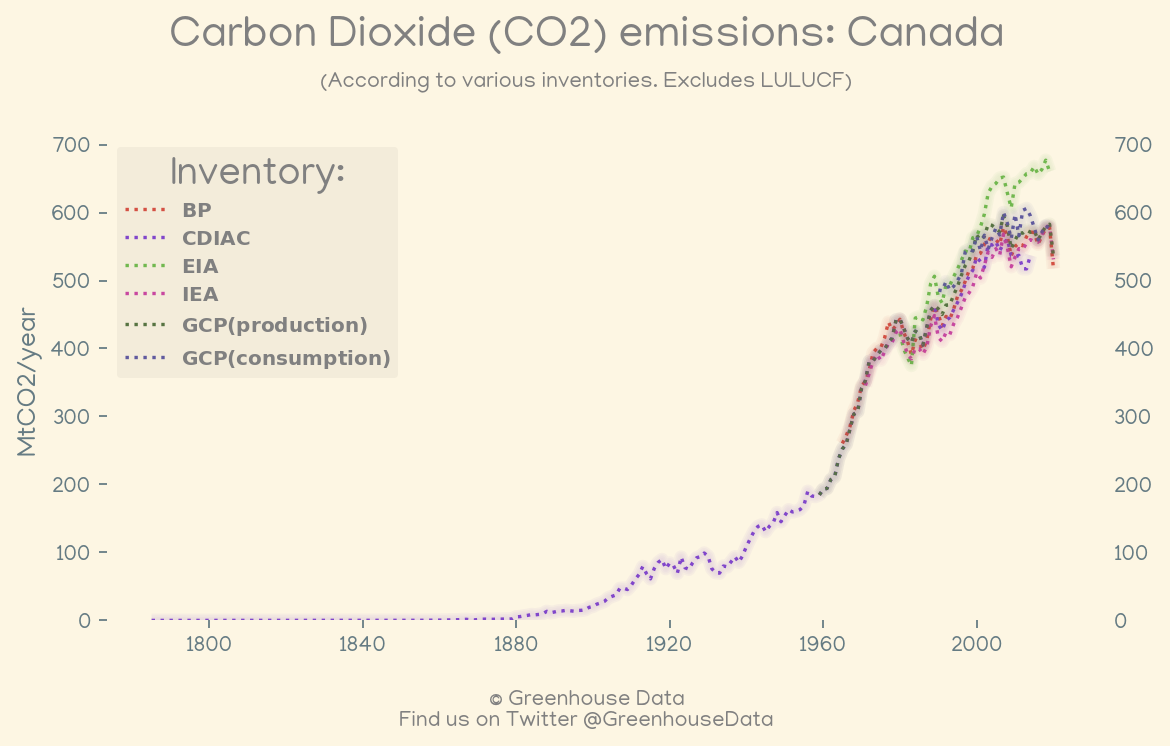 Carbon Dioxide (CO2) emissions: Canada
(According to various inventories. Excludes LULUCF)
700
600
500
400
300
200
100
0
MtCO2/year
Inventory:
BP
CDIAC
EIA
IEA
GCP(production)
GCP(consumption)
700
600
500
400
300
200
100
0
1800 1840 1880 1920 1960 2000
© Greenhouse Data
Find us on Twitter @GreenhouseData